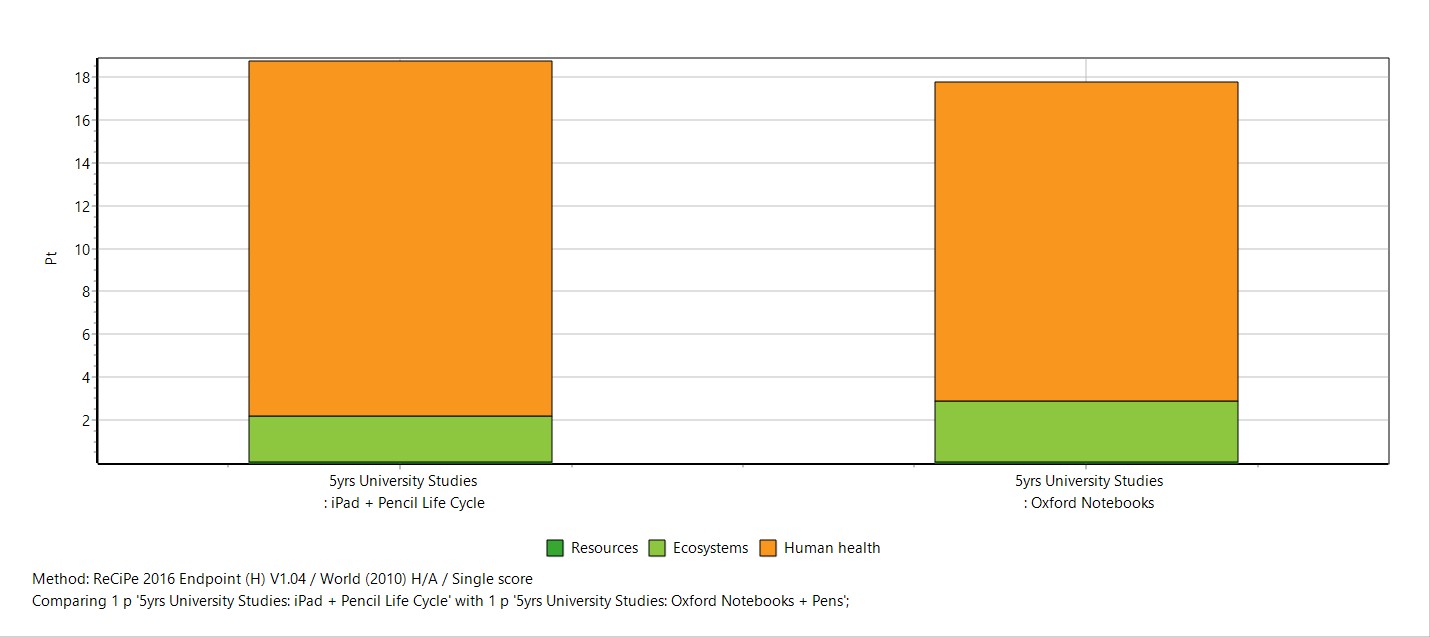 18
16
14
12
10
8
6
4
2
Pt
5yrs University Studies
: iPad + Pencil Life Cycle
5yrs University Studies
: Oxford Notebooks
Resources Ecosystems Human health
Method: ReCiPe 2016 Endpoint (H) V1.04 / World (2010) H/A / Single score
Comparing 1 p '5yrs University Studies: iPad + Pencil Life Cycle' with 1 p '5yrs University Studies: Oxford Notebooks + Pens';